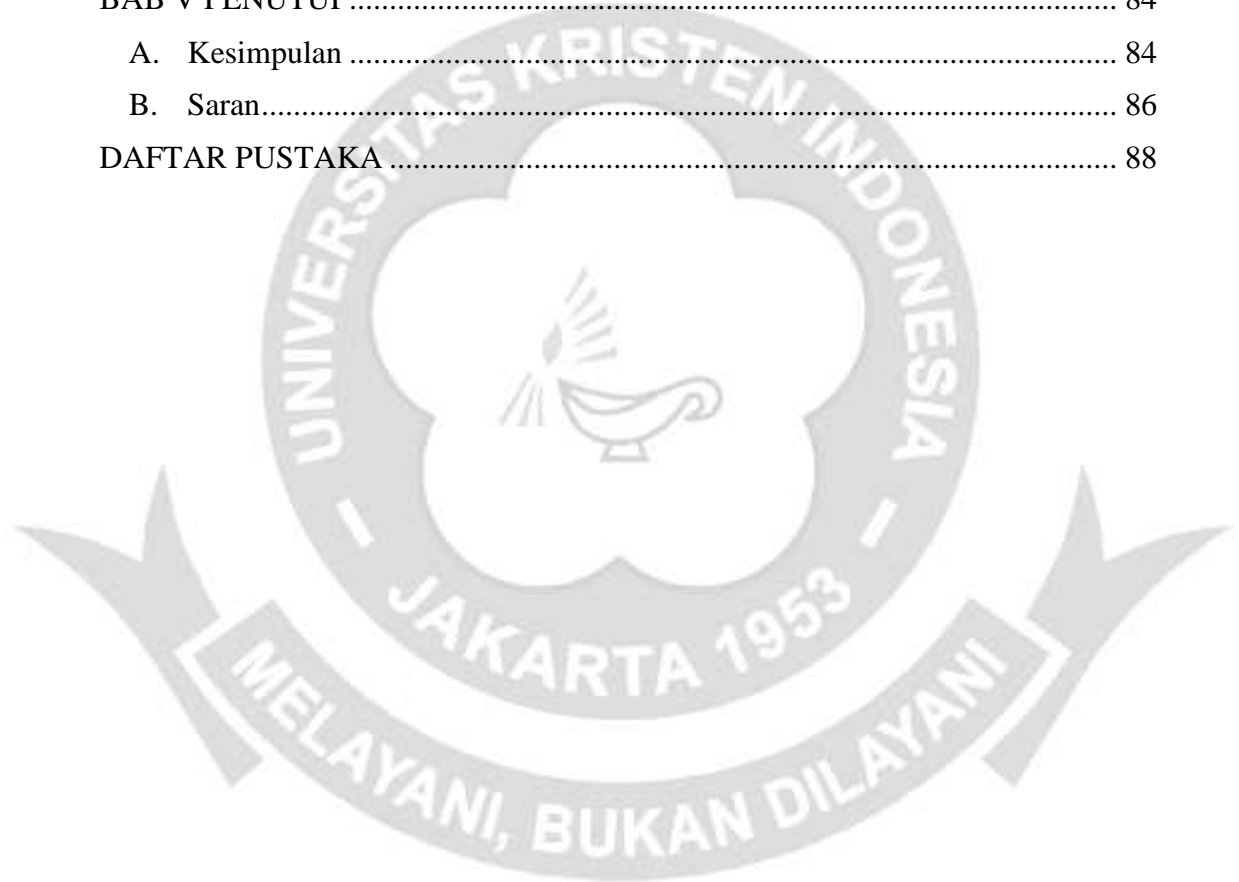 BAB V PENUTUP ........................................................................................................ 84
A. Kesimpulan ........................................................................................................ 84
B. Saran........................................................................................................ 86
DAFTAR PUSTAKA ........................................................................................................ 88
UNIVERSITAS KRISTEN INDONESIA
– JAKARTA 1953 –
MELAYANI, BUKAN DILAYANI